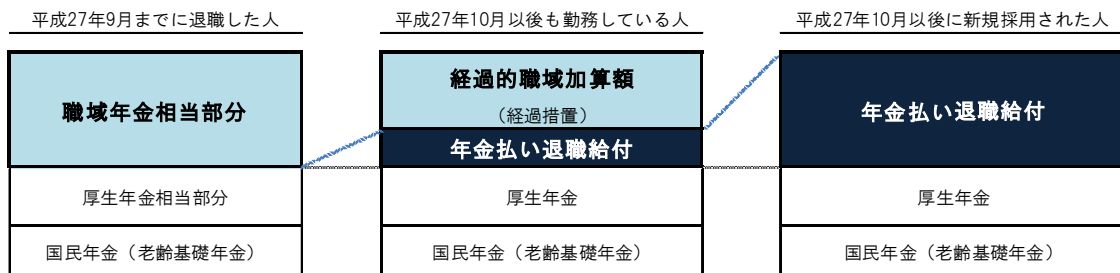 平成27年9月までに退職した人
職域年金相当部分
厚生年金相当部分
国民年金（老齢基礎年金）
平成27年10月以後も勤務している人
経過的職域加算額
（経過措置）
年金払い退職給付
厚生年金
国民年金（老齢基礎年金）
平成27年10月以後に新規採用された人
年金払い退職給付
厚生年金
国民年金（老齢基礎年金）